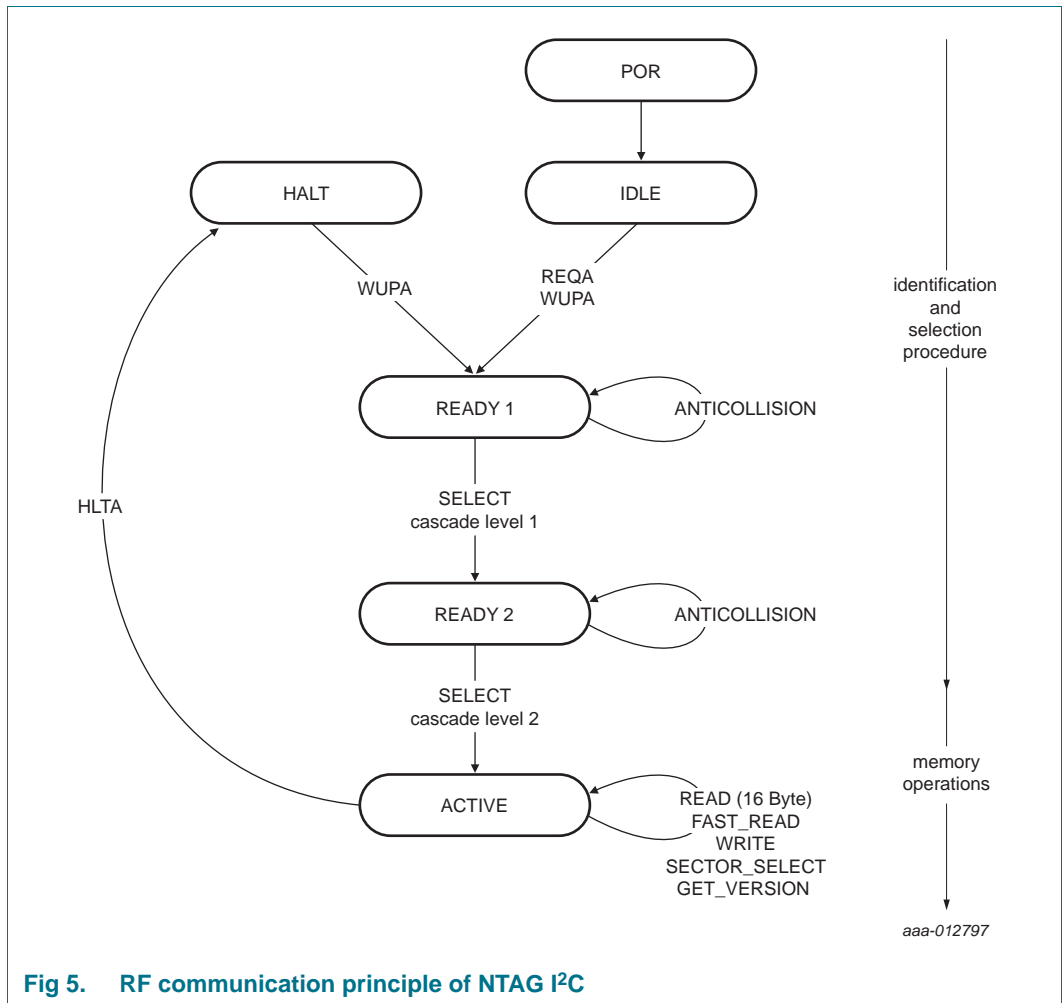 POR
HALT
IDLE
WUPA
REQA
WUPA
identification
and
selection
procedure
READY 1
ANTICOLLISION
SELECT
cascade level 1
HLTA
READY 2
ANTICOLLISION
SELECT
cascade level 2
memory
operations
ACTIVE
READ (16 Byte)
FAST_READ
WRITE
SECTOR_SELECT
GET_VERSION
aaa-012797
Fig 5. RF communication principle of NTAG I²C